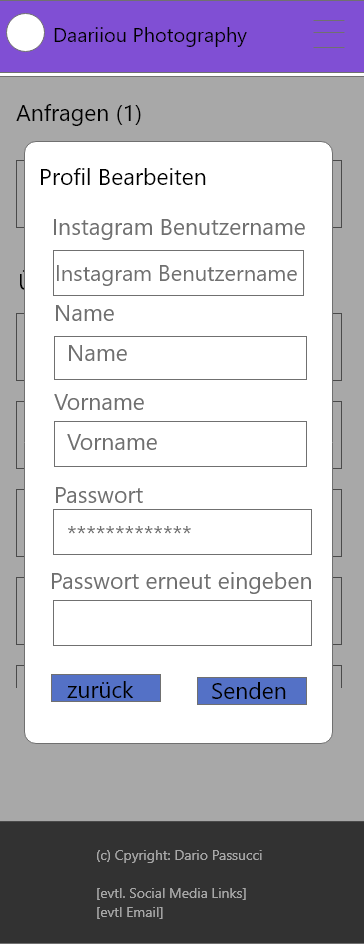 Daariiou Photography
Anfragen (1)
Profil Bearbeiten
Instagram Benutzername
Instagram Benutzername
Name
Name
Vorname
Vorname
Passwort
*************
Passwort erneut eingeben
zurück
Senden
(c) Cpyright: Dario Passucci
[evtl. Social Media Links]
[evtl Email]